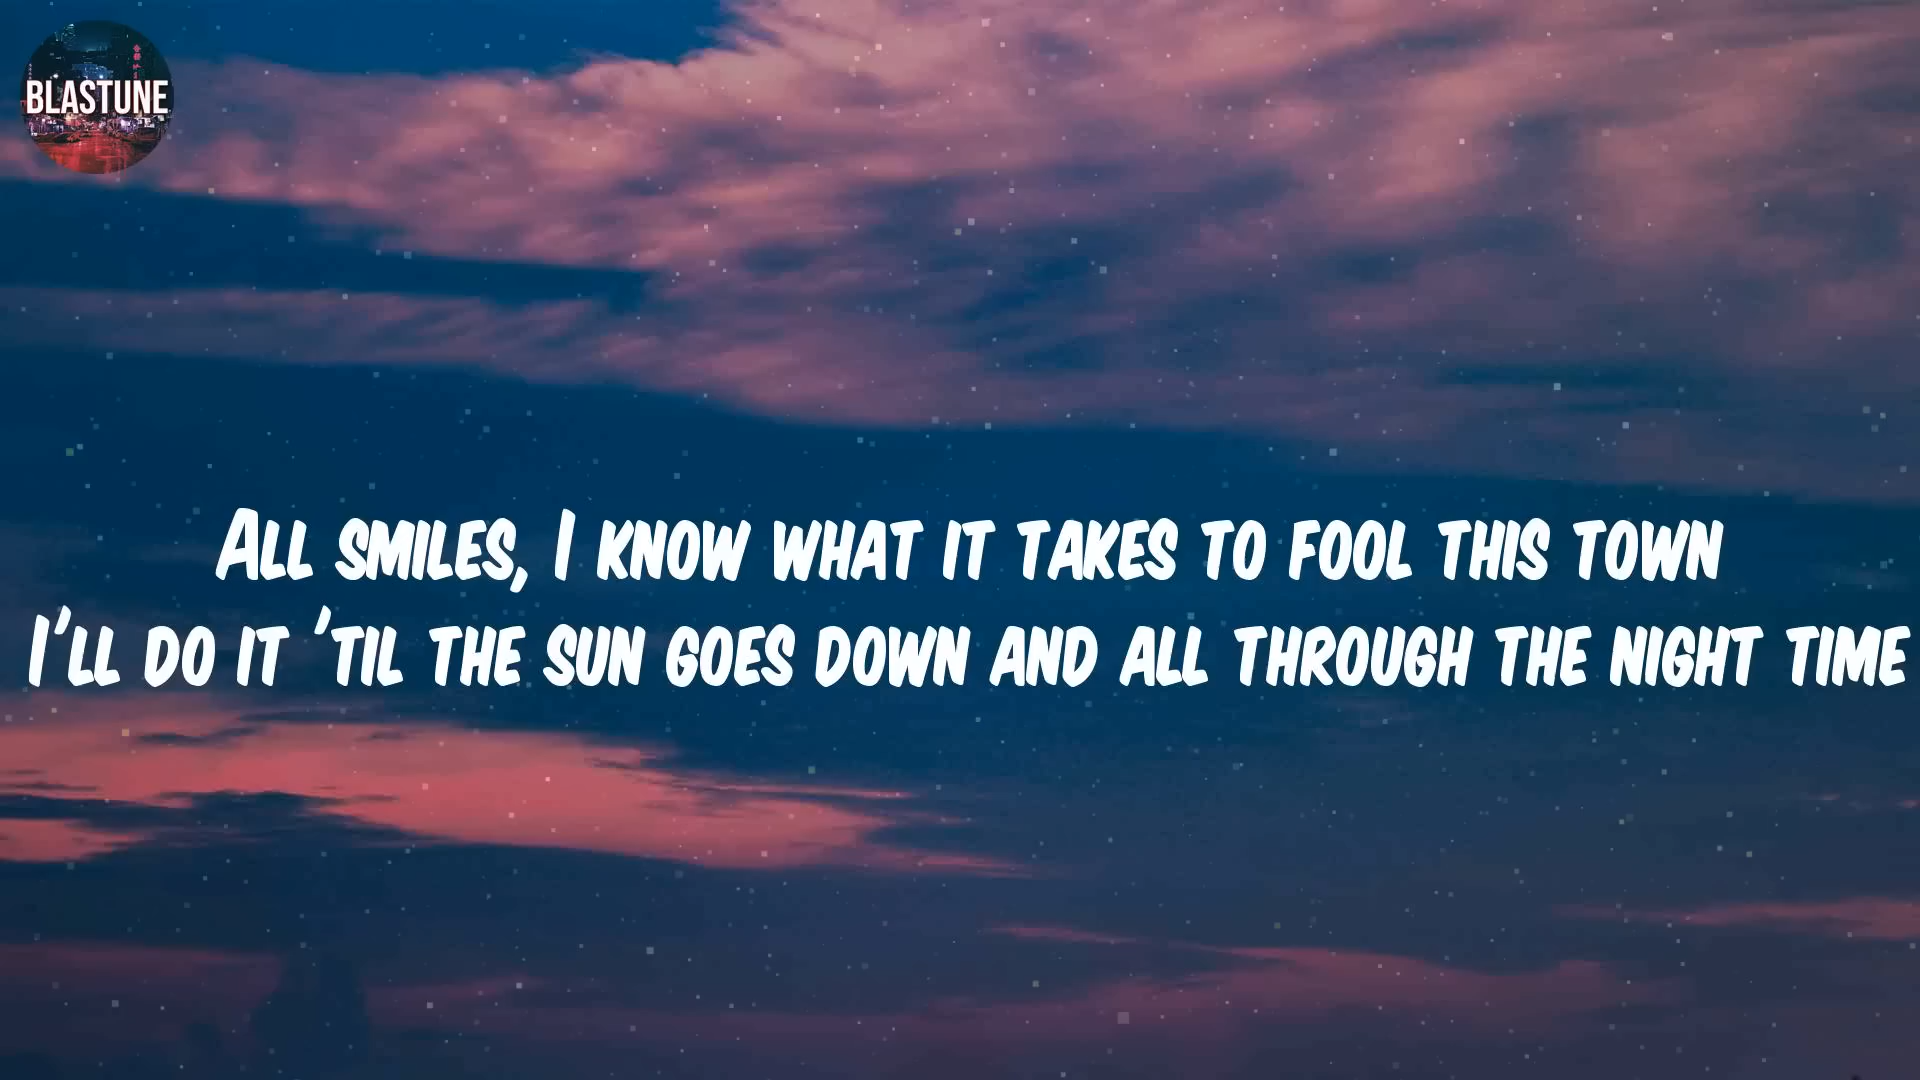 BLASTUNE
ALL SMILES, I KNOW WHAT IT TAKES TO FOOL THIS TOWN
I'LL DO IT 'TIL THE SUN GOES DOWN AND ALL THROUGH THE NIGHT TIME